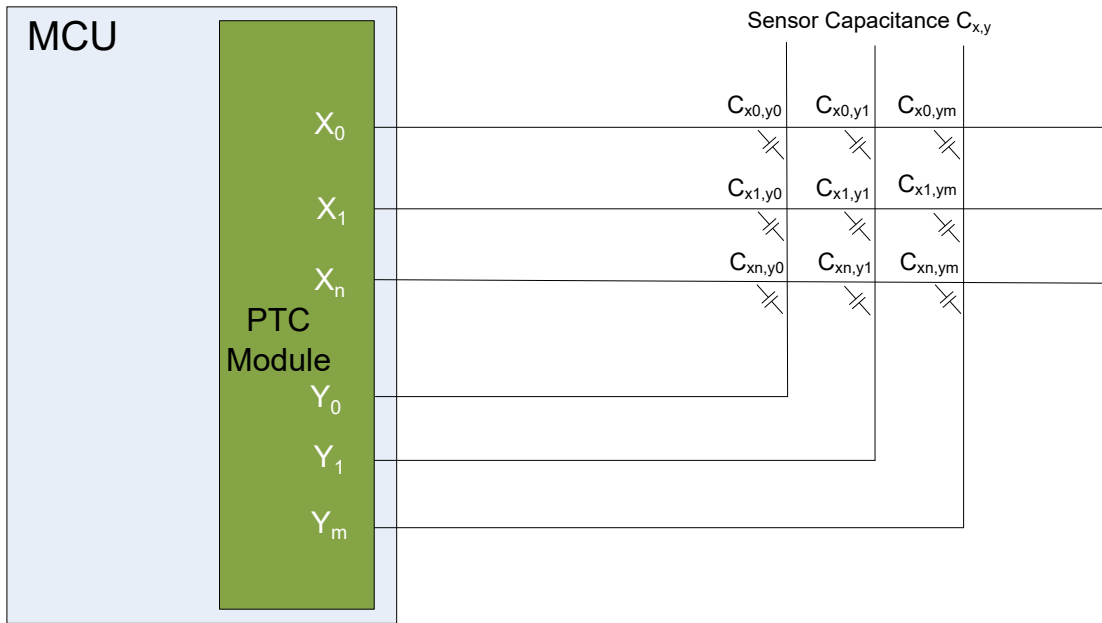 MCU
Sensor Capacitance Cx,y
Cx0,y0 Cx0,y1 Cx0,ym
X0
Cx1,y0 Cx1,y1 Cx1,ym
X1
Cxn,y0 Cxn,y1 Cxn,ym
Xn
PTC
Module
Y0
Y1
Ym